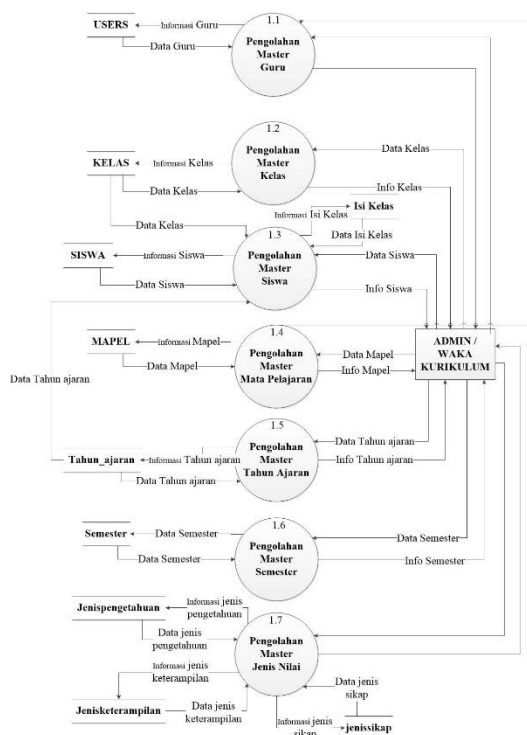 USERS
Informasi Guru
Data Guru
1.1
Pengolahan
Master
Guru
1.2
Pengolahan
Master
Kelas
KELAS
Informasi Kelas
Data Kelas
Data Kelas
Info Kelas
Informasi Isi Kelas
Isi Kelas
Data Isi Kelas
Data Kelas
1.3
Pengolahan
Master
Siswa
SISWA
Informasi Siswa
Data Siswa
Data Siswa
Info Siswa
1.4
Pengolahan
Master
Mata Pelajaran
MAPEL
Informasi Mapel
Data Mapel
Data Mapel
Info Mapel
ADMIN /
WAKA
KURIKULUM
Data Tahun ajaran
1.5
Pengolahan
Master
Tahun Ajaran
Tahun_ajaran
Informasi Tahun ajaran
Data Tahun ajaran
Data Tahun ajaran
Info Tahun ajaran
1.6
Pengolahan
Master
Semester
Semester
Data Semester
Data Semester
Data Semester
Info Semester
1.7
Pengolahan
Master
Jenis Nilai
Jenispengetahuan
Informasi jenis
pengetahuan
Data jenis
pengetahuan
Informasi jenis
keterampilan
Jenisketerampilan
Data jenis
keterampilan
Data jenis
sikap
Informasi jenis
sikap
jenissikap